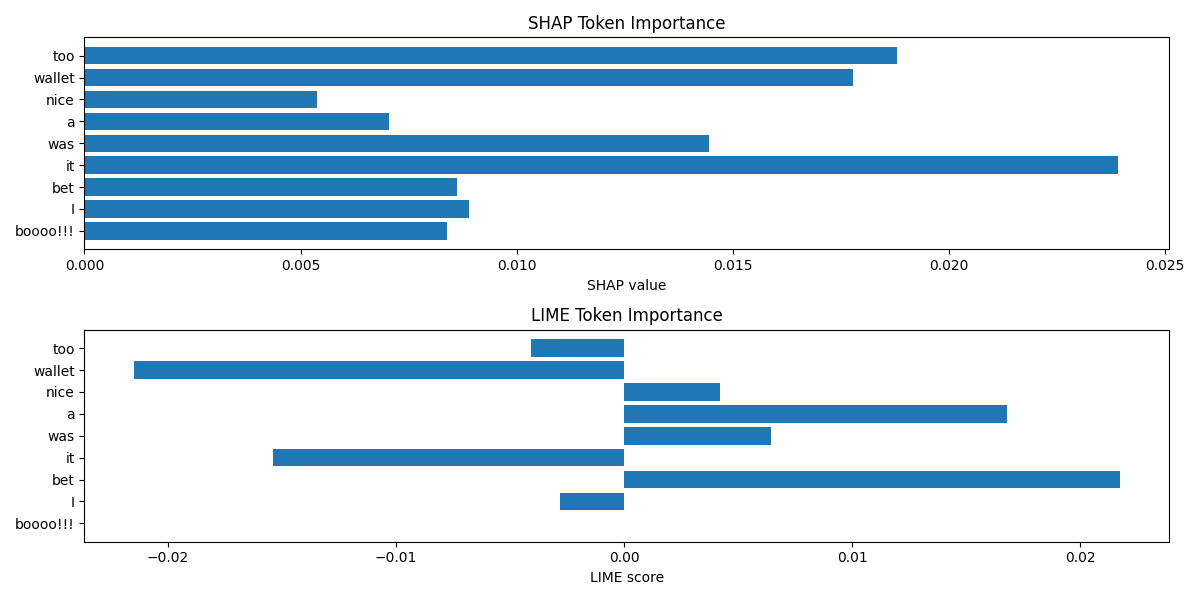 SHAP Token Importance
too
wallet
nice
a
was
it
bet
I
boooo!!!
0.000 0.005 0.010 0.015 0.020 0.025
SHAP value
LIME Token Importance
too
wallet
nice
a
was
it
bet
I
boooo!!!
−0.02 −0.01 0.00 0.01 0.02
LIME score